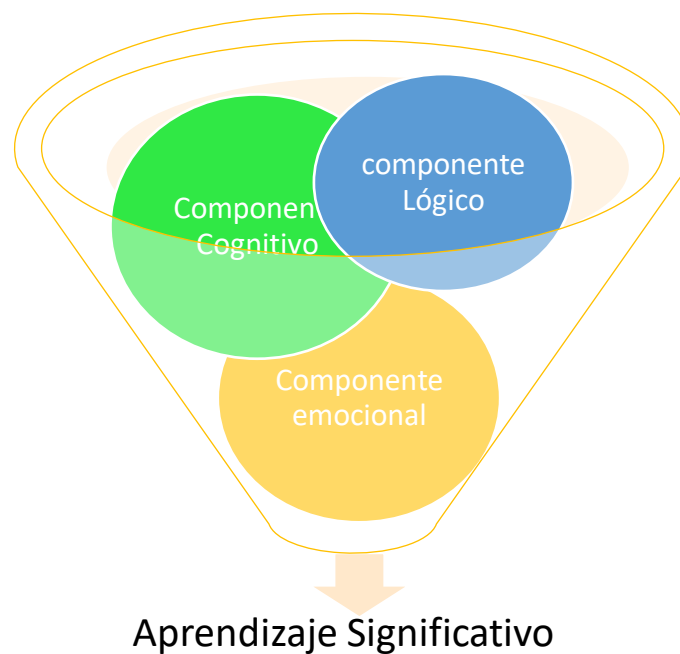 componente
Lógico
Componen
Cognitivo
Componente
emocional
Aprendizaje Significativo